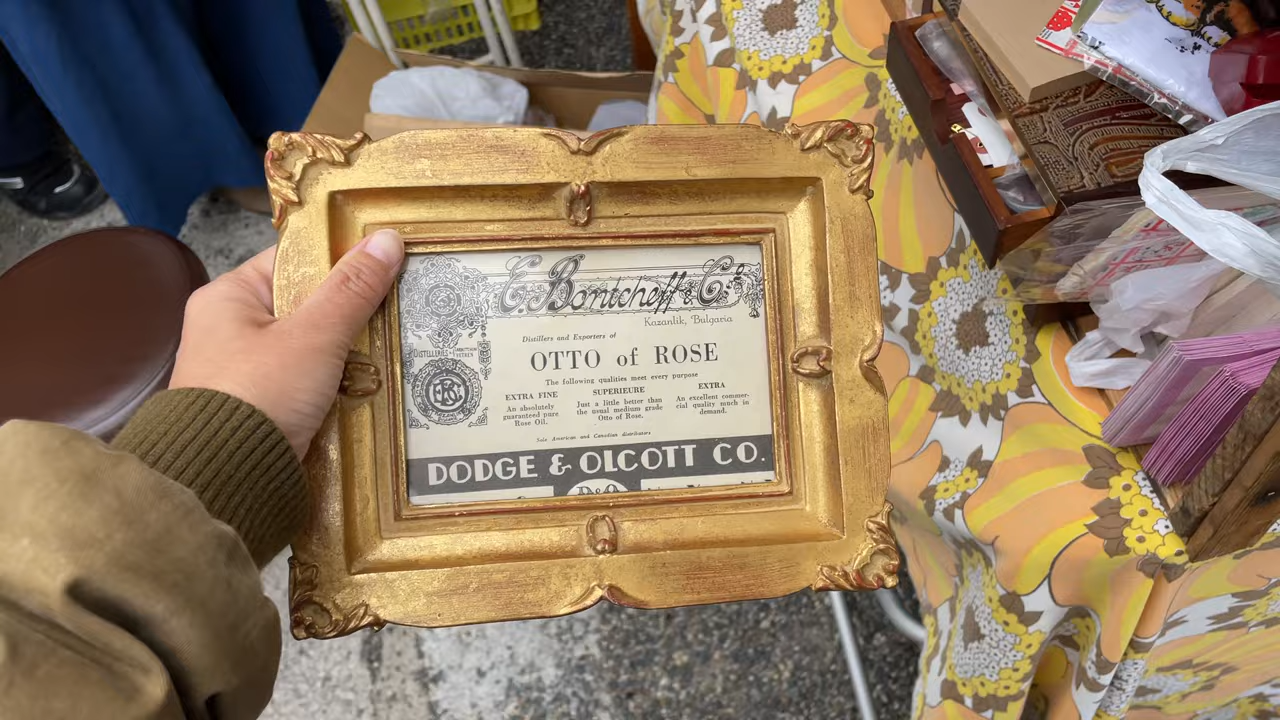 E. Bontcheff & Co.
Kazanlik, Bulgaria
Distillers and Exporters of
OTTO of ROSE
The following qualities meet every purpose
EXTRA FINE
An absolutely
guaranteed pure
Rose Oil.
SUPERIEURE
Just a little better than
the usual medium grade
Otto of Rose.
EXTRA
An excellent commer-
cial quality much in
demand.
Sole American and Canadian distributors
DODGE & OLCOTT CO.